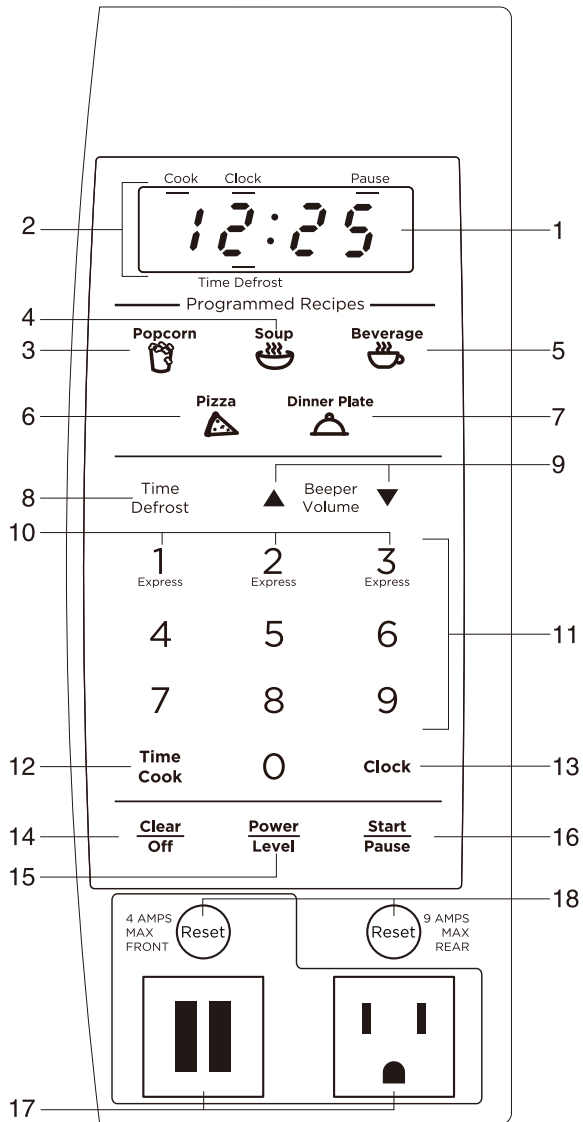 Cook Clock Pause
2 12:25 1
Time Defrost
Programmed Recipes
4
Popcorn Soup Beverage
3 5
Pizza Dinner Plate
6 7
9
8 Time Defrost ▲ Beeper Volume ▼
10
1 2 3
Express Express Express
4 5 6 11
7 8 9
12 Time Cook 0 Clock 13
14 Clear Off Power Level Start Pause 16
15
18
4 AMPS MAX FRONT Reset Reset 9 AMPS MAX REAR
17